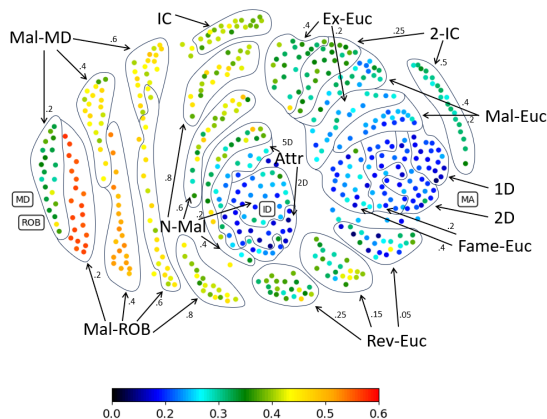 IC
.4
Ex-Euc
.2
.25
2-IC
Mal-MD
.6
.4
.5
.2
.4
Mal-Euc
.2
5D
Attr
.8
2D
1D
MD
ROB
.6
.2
ID
MA
2D
N-Mal
.4
.2
Fame-Euc
.4
.2
.4
.6
.8
Mal-ROB
.25
.15
.05
Rev-Euc
0.0 0.1 0.2 0.3 0.4 0.5 0.6